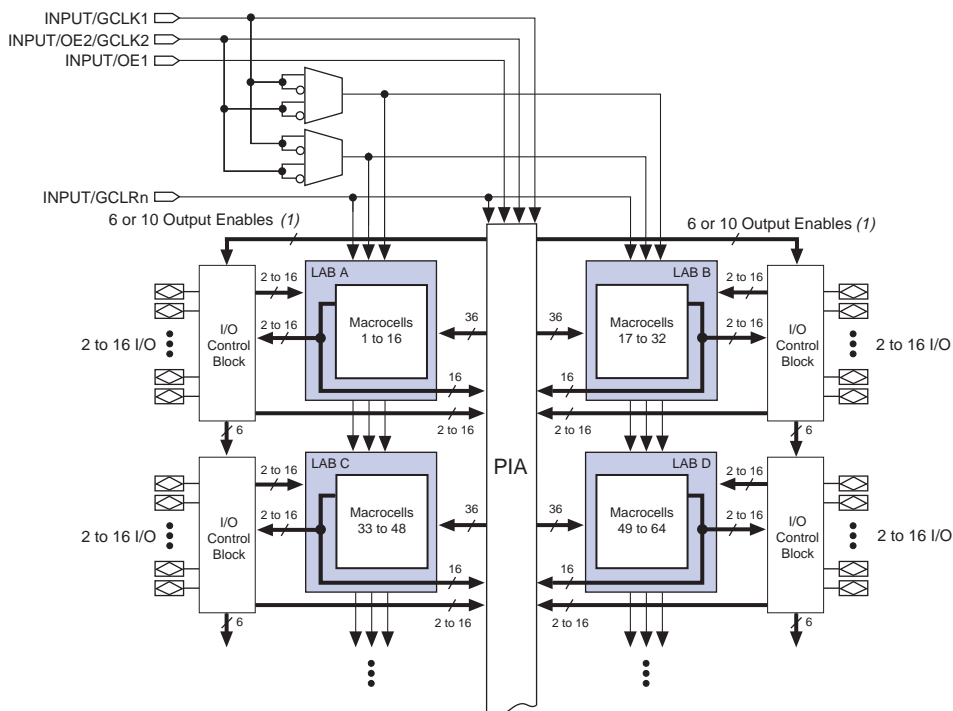 INPUT/GCLK1
INPUT/OE2/GCLK2
INPUT/OE1
INPUT/GCLRn
6 or 10 Output Enables (1)
6 or 10 Output Enables (1)
LAB A
LAB B
2 to 16
2 to 16
2 to 16
2 to 16
36
36
Macrocells
1 to 16
Macrocells
17 to 32
I/O
Control
Block
I/O
Control
Block
2 to 16 I/O
2 to 16 I/O
16
16
2 to 16
2 to 16
6
6
PIA
LAB C
LAB D
2 to 16
2 to 16
2 to 16
2 to 16
36
36
Macrocells
33 to 48
Macrocells
49 to 64
I/O
Control
Block
I/O
Control
Block
2 to 16 I/O
2 to 16 I/O
16
16
2 to 16
2 to 16
6
6